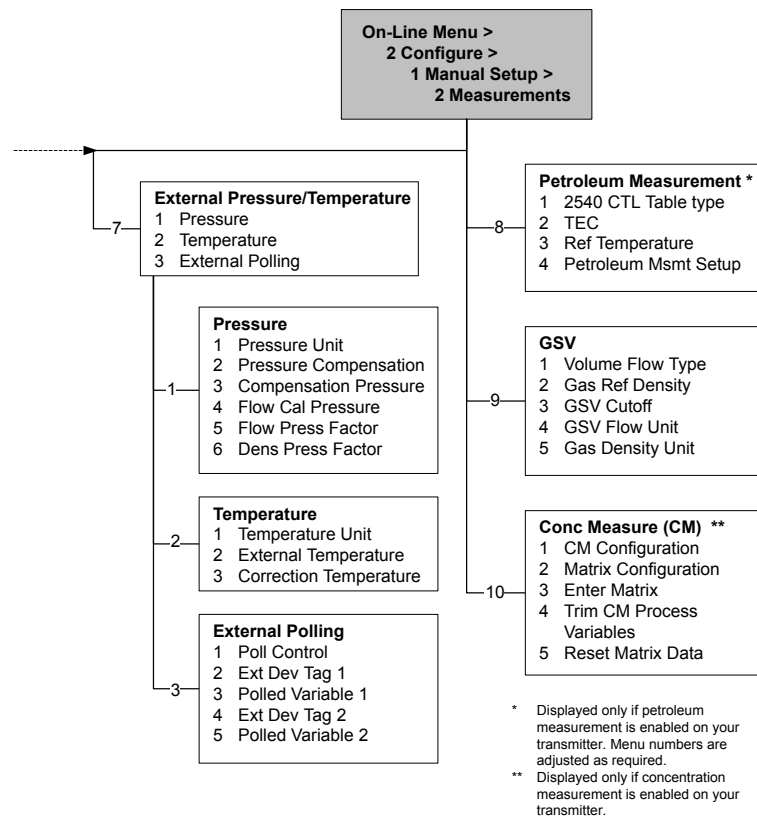 On-Line Menu >
2 Configure >
1 Manual Setup >
2 Measurements
7
External Pressure/Temperature
1 Pressure
2 Temperature
3 External Polling
1
Pressure
1 Pressure Unit
2 Pressure Compensation
3 Compensation Pressure
4 Flow Cal Pressure
5 Flow Press Factor
6 Dens Press Factor
2
Temperature
1 Temperature Unit
2 External Temperature
3 Correction Temperature
3
External Polling
1 Poll Control
2 Ext Dev Tag 1
3 Polled Variable 1
4 Ext Dev Tag 2
5 Polled Variable 2
8
Petroleum Measurement *
1 2540 CTL Table type
2 TEC
3 Ref Temperature
4 Petroleum Msmt Setup
9
GSV
1 Volume Flow Type
2 Gas Ref Density
3 GSV Cutoff
4 GSV Flow Unit
5 Gas Density Unit
10
Conc Measure (CM) **
1 CM Configuration
2 Matrix Configuration
3 Enter Matrix
4 Trim CM Process
Variables
5 Reset Matrix Data
* Displayed only if petroleum
measurement is enabled on your
transmitter. Menu numbers are
adjusted as required.
** Displayed only if concentration
measurement is enabled on your
transmitter.